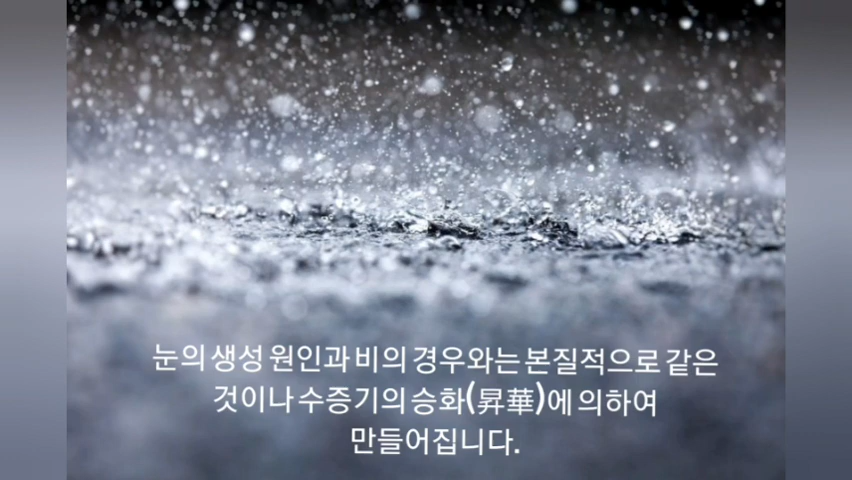 눈의 생성 원인과 비의 경우와는 본질적으로 같은
것이나 수증기의 승화(昇華)에 의하여
만들어집니다.